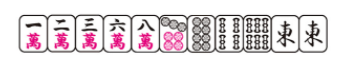 一 二 三 六 八 東 東
萬 萬 萬 萬 萬